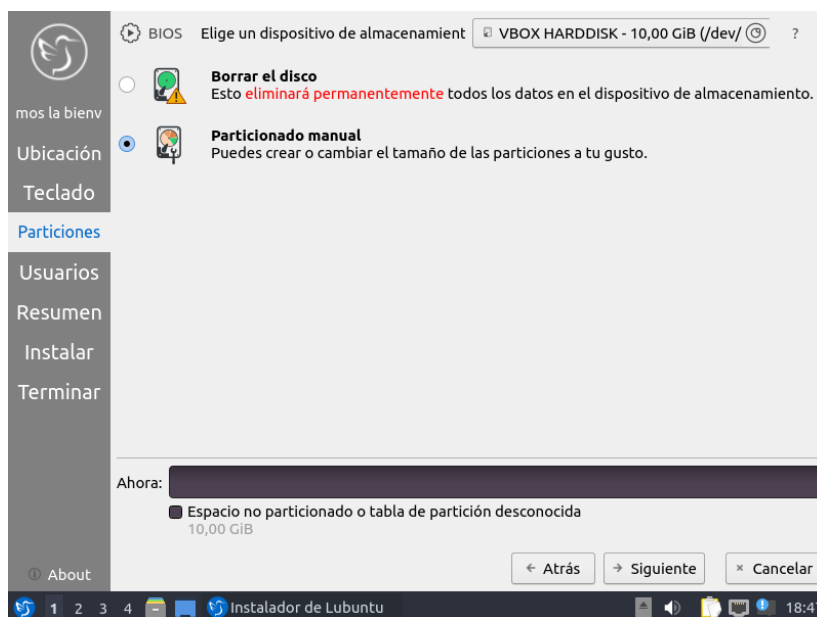 BIOS Elige un dispositivo de almacenamient VBOX HARDDISK - 10,00 GiB (/dev/ ?
Borrar el disco
Esto eliminará permanentemente todos los datos en el dispositivo de almacenamiento.
Particionado manual
Puedes crear o cambiar el tamaño de las particiones a tu gusto.
mos la bienv
Ubicación
Teclado
Particiones
Usuarios
Resumen
Instalar
Terminar
Ahora:
Espacio no particionado o tabla de partición desconocida
10,00 GiB
About
Atrás Siguiente Cancelar
1 2 3 4 Instalador de Lubuntu